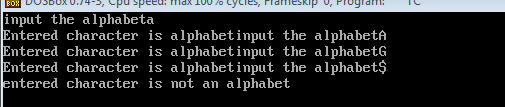 DOSBox 0.74-3, Cpu speed: max 100% cycles, Frameskip 0, Program: TC
input the alphabeta
Entered character is alphabetinput the alphabetA
Entered character is alphabetinput the alphabetG
Entered character is alphabetinput the alphabet$
entered character is not an alphabet